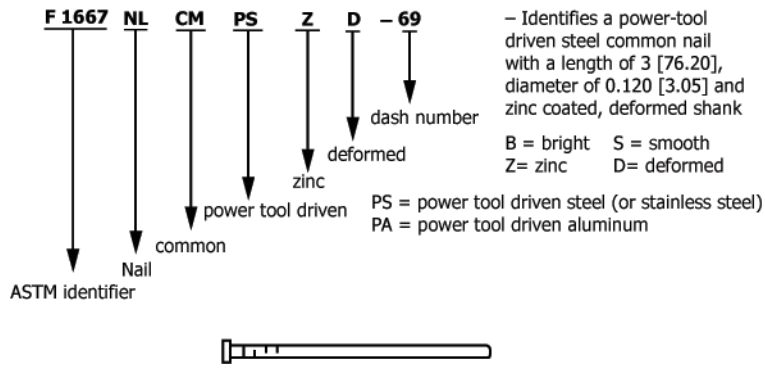 F 1667 NL CM PS Z D – 69
– Identifies a power-tool
driven steel common nail
with a length of 3 [76.20],
diameter of 0.120 [3.05] and
zinc coated, deformed shank
dash number
B = bright S = smooth
Z= zinc D= deformed
deformed
zinc
PS = power tool driven steel (or stainless steel)
power tool driven
PA = power tool driven aluminum
common
Nail
ASTM identifier